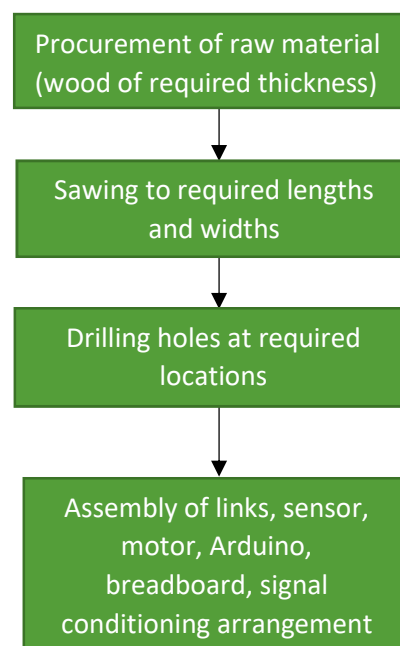 Procurement of raw material
(wood of required thickness)
Sawing to required lengths
and widths
Drilling holes at required
locations
Assembly of links, sensor,
motor, Arduino,
breadboard, signal
conditioning arrangement